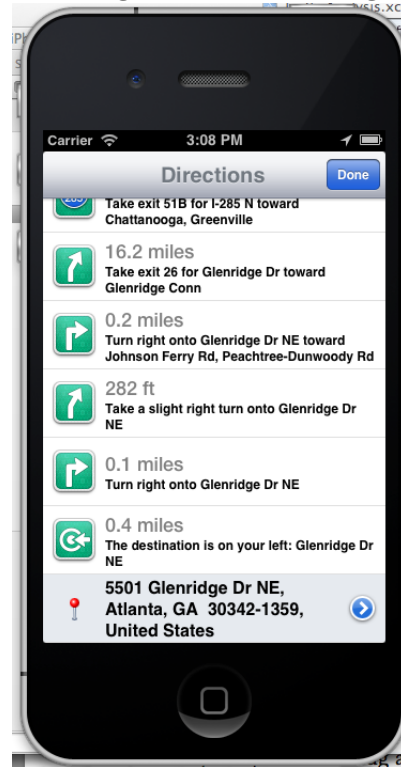 ysis.xc
Carrier 3:08 PM
Directions Done
285
Take exit 51B for I-285 N toward
Chattanooga, Greenville
16.2 miles
Take exit 26 for Glenridge Dr toward
Glenridge Conn
0.2 miles
Turn right onto Glenridge Dr NE toward
Johnson Ferry Rd, Peachtree-Dunwoody Rd
282 ft
Take a slight right turn onto Glenridge Dr
NE
0.1 miles
Turn right onto Glenridge Dr NE
0.4 miles
The destination is on your left: Glenridge Dr
NE
5501 Glenridge Dr NE,
Atlanta, GA 30342-1359,
United States